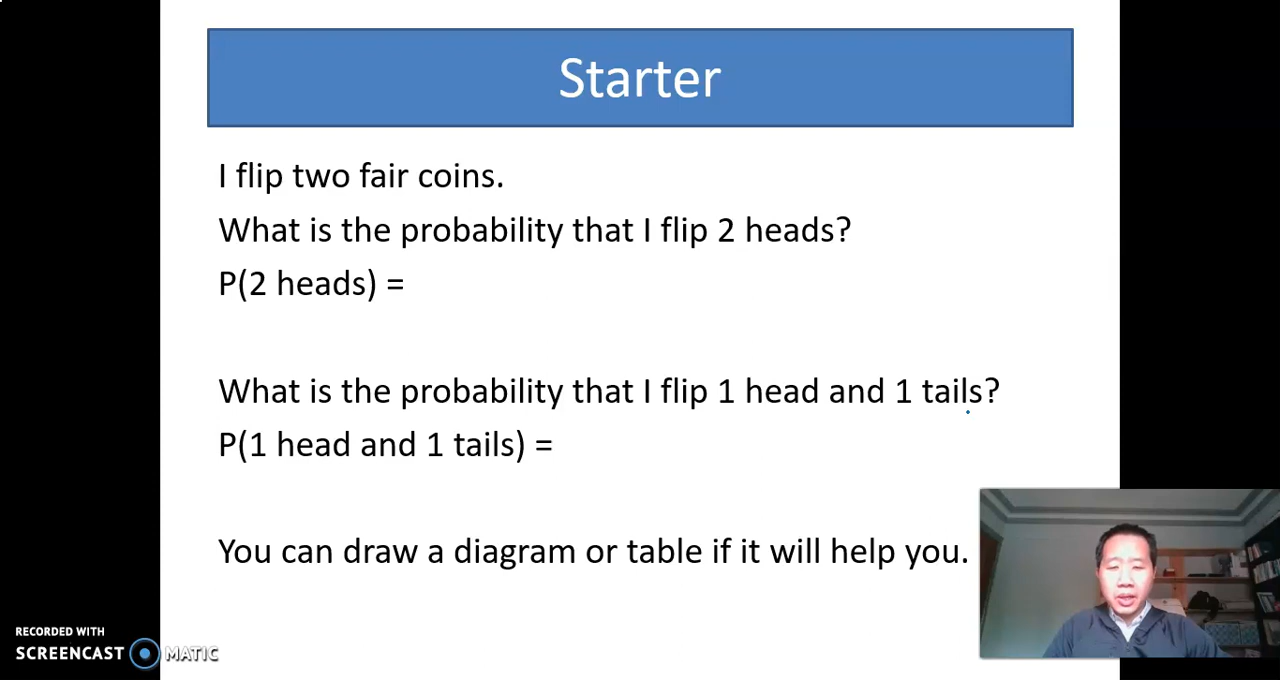 Starter
I flip two fair coins.
What is the probability that I flip 2 heads?
P(2 heads) =
What is the probability that I flip 1 head and 1 tails?
P(1 head and 1 tails) =
You can draw a diagram or table if it will help you.
RECORDED WITH
SCREENCAST MATIC